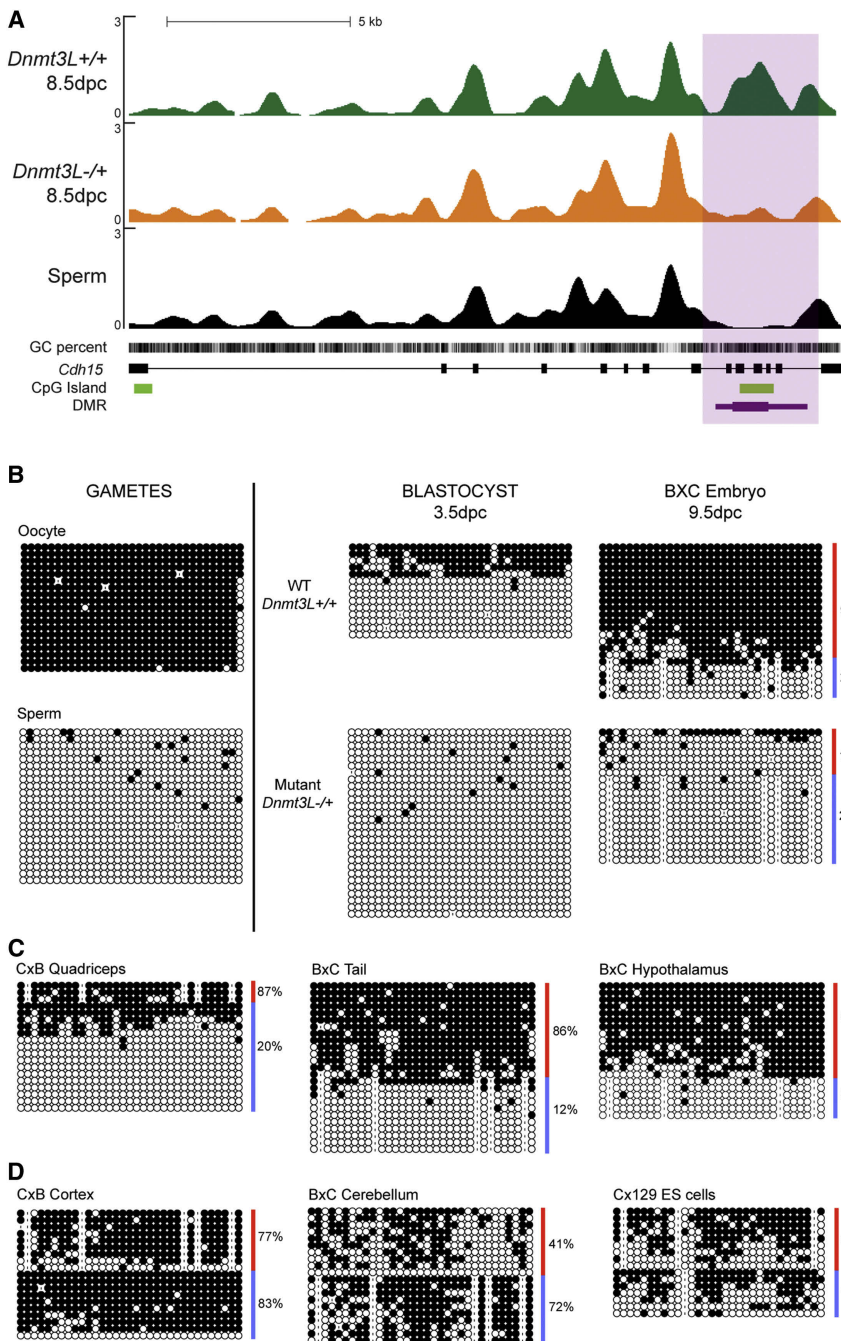 A
3
5 kb
Dnmt3L+/+
8.5dpc
0
3
Dnmt3L-/+
8.5dpc
0
3
Sperm
0
GC percent
Cdh15
CpG Island
DMR
B
GAMETES
BLASTOCYST
3.5dpc
BXC Embryo
9.5dpc
Oocyte
WT
Dnmt3L+/+
Sperm
Mutant
Dnmt3L-/+
C
CxB Quadriceps
BxC Tail
BxC Hypothalamus
87%
20%
86%
12%
D
CxB Cortex
BxC Cerebellum
Cx129 ES cells
77%
83%
41%
72%